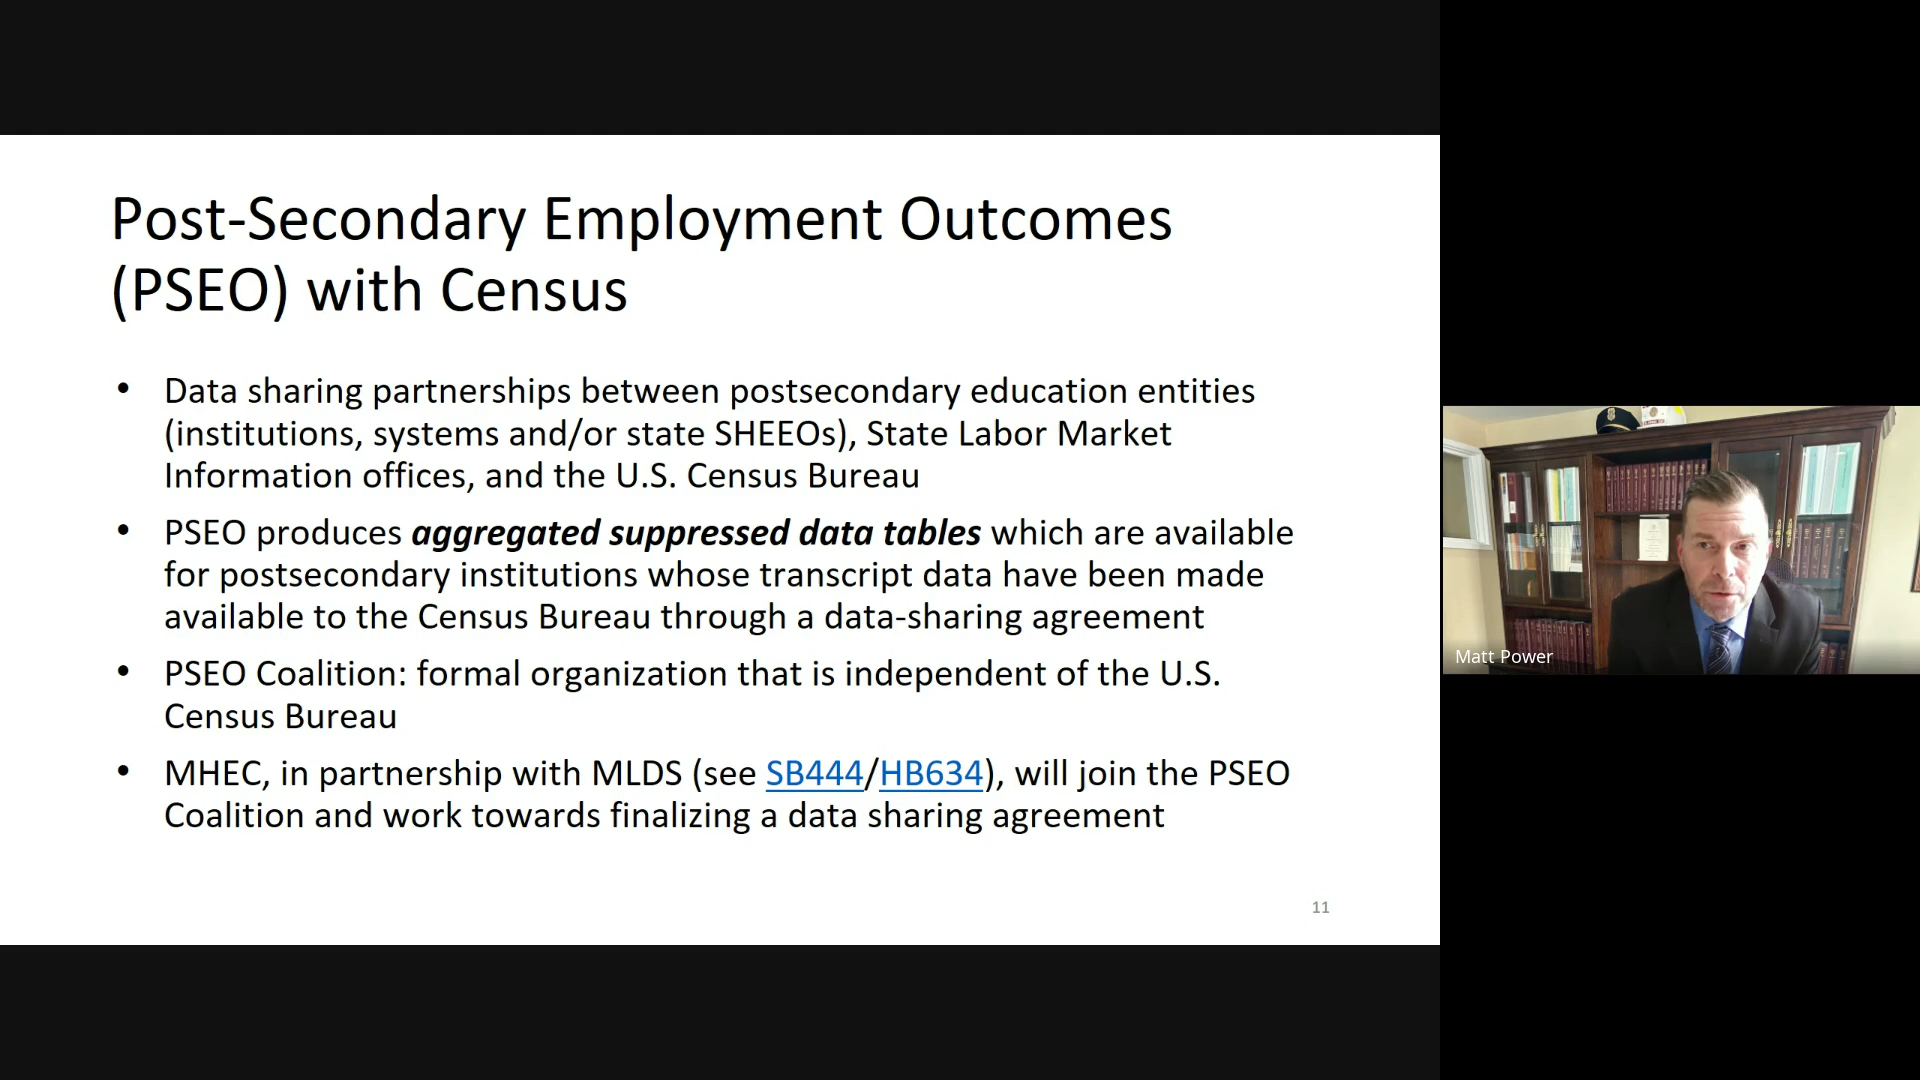 Post-Secondary Employment Outcomes
(PSEO) with Census
• Data sharing partnerships between postsecondary education entities
(institutions, systems and/or state SHEEOs), State Labor Market
Information offices, and the U.S. Census Bureau
• PSEO produces aggregated suppressed data tables which are available
for postsecondary institutions whose transcript data have been made
available to the Census Bureau through a data-sharing agreement
• PSEO Coalition: formal organization that is independent of the U.S.
Census Bureau
• MHEC, in partnership with MLDS (see SB444/HB634), will join the PSEO
Coalition and work towards finalizing a data sharing agreement
11
Matt Power